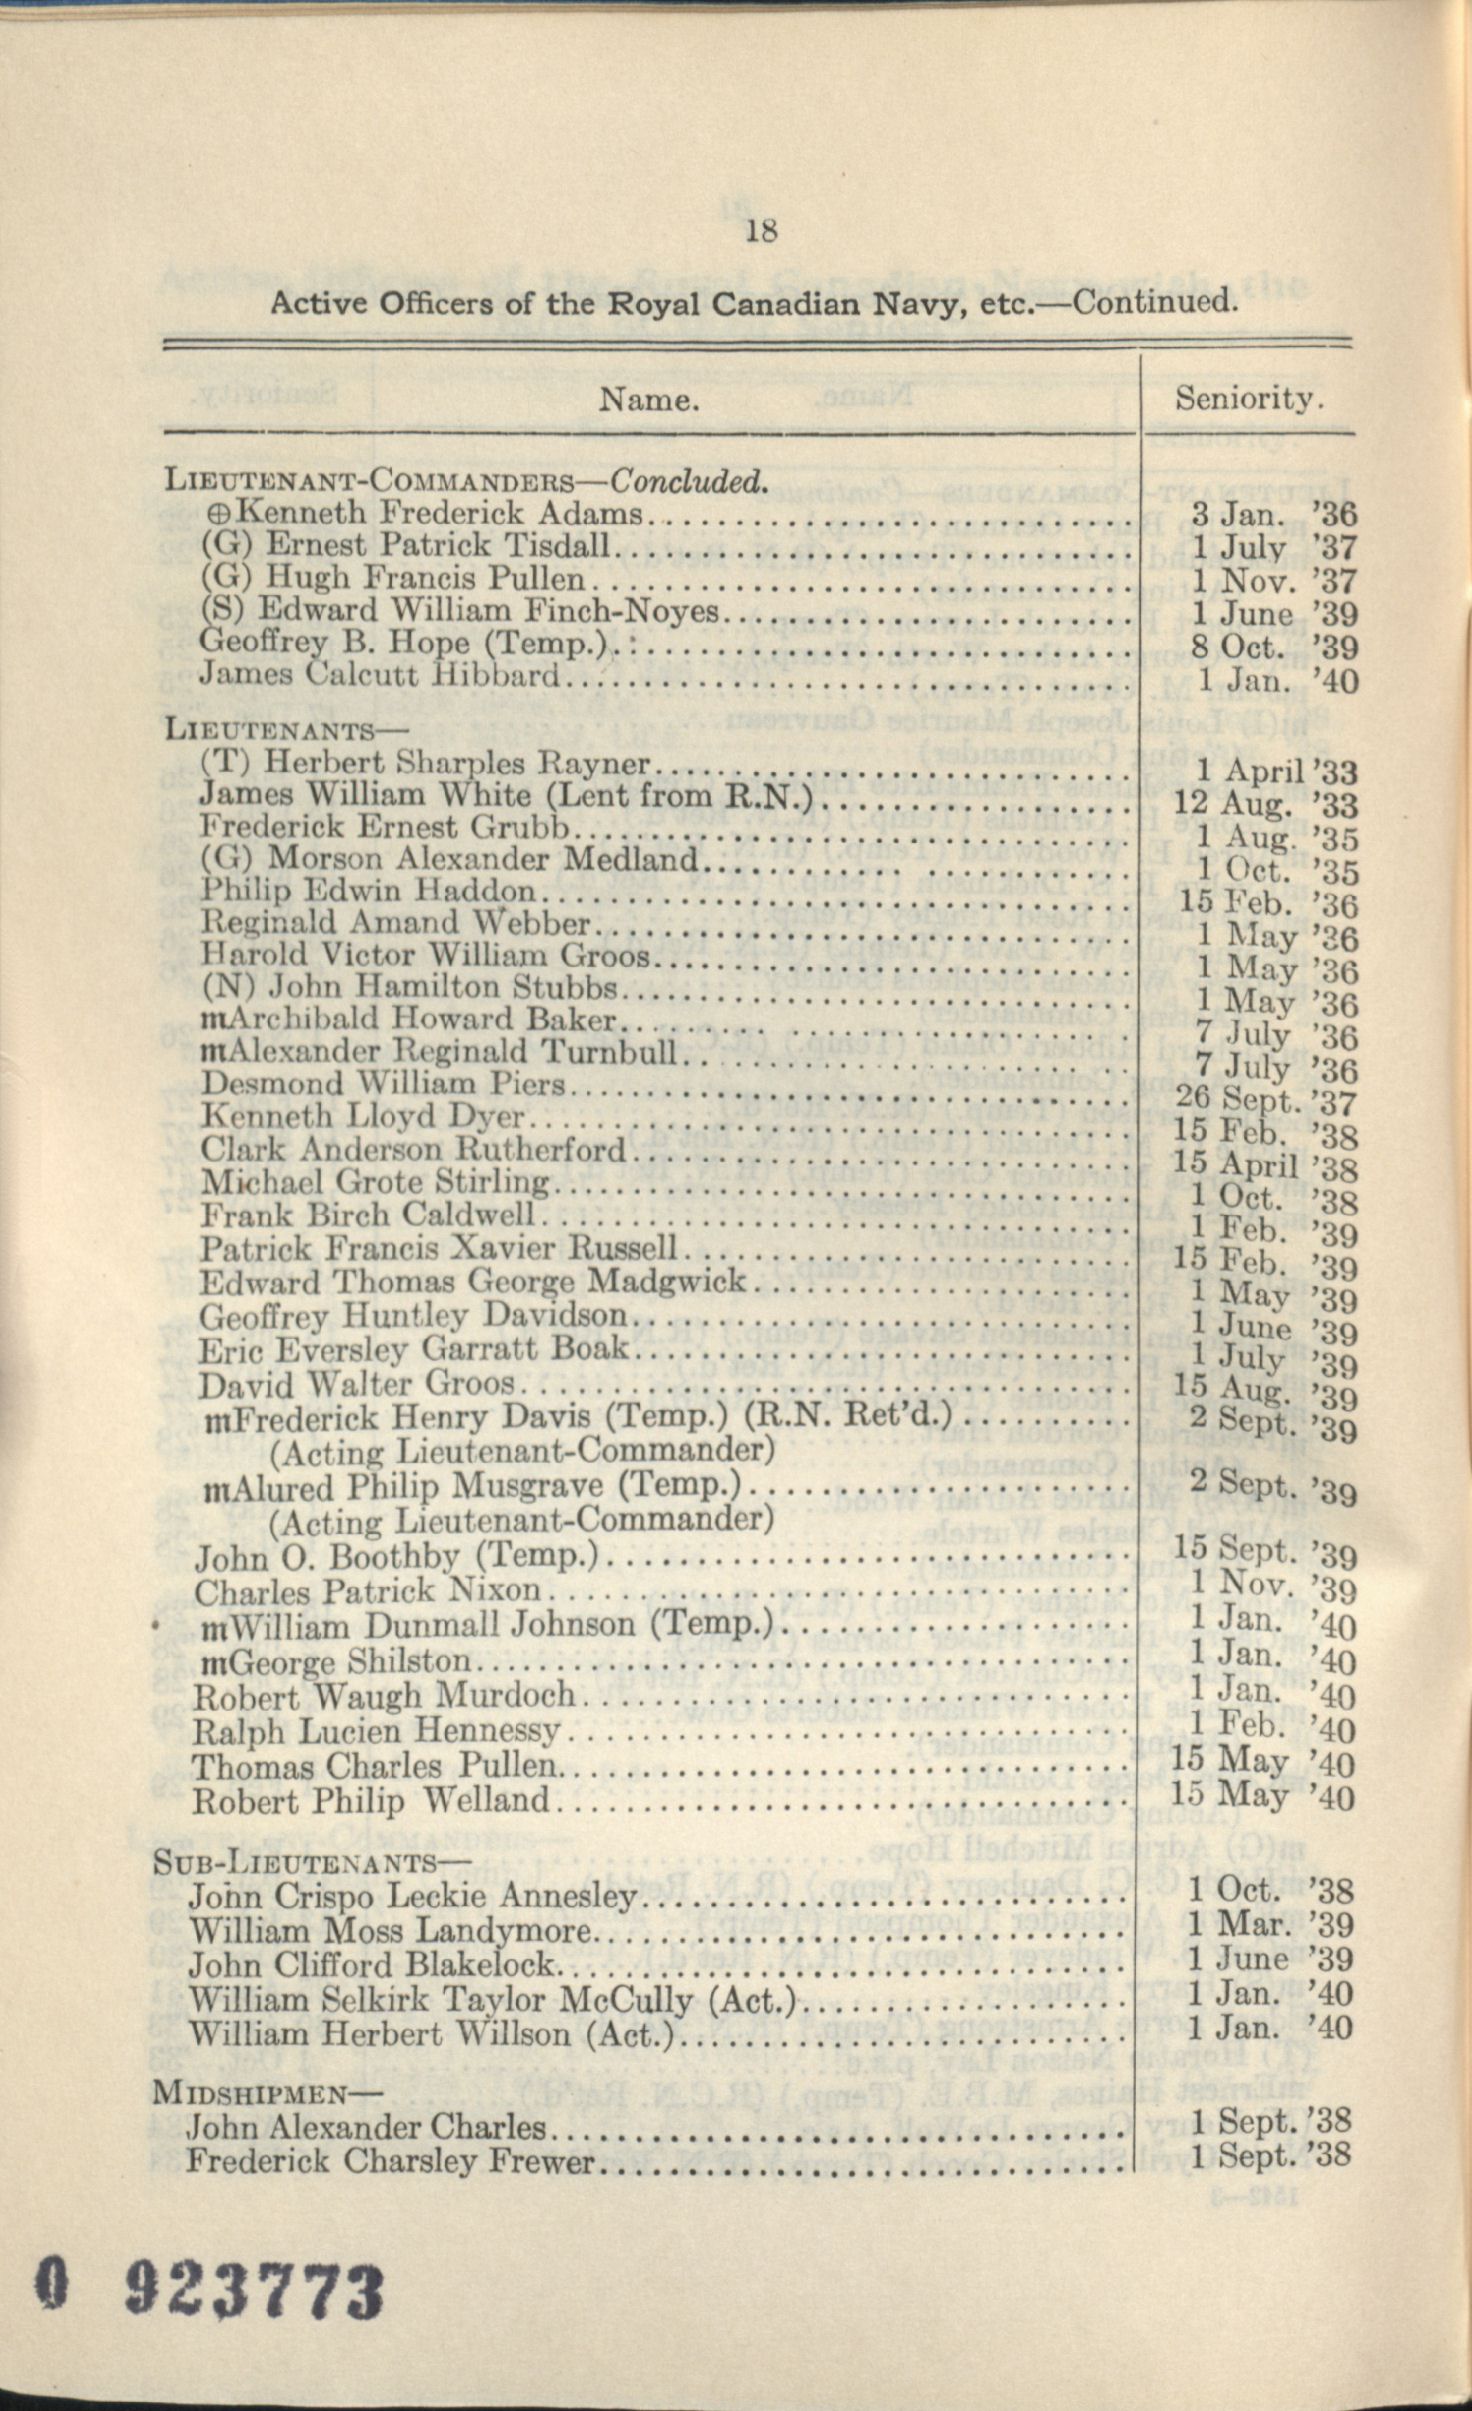 18
Active Officers of the Royal Canadian Navy, etc.—Continued.
Name. Seniority.
LIEUTENANT-COMMANDERS—Concluded.
⊕Kenneth Frederick Adams. 3 Jan. '36
(G) Ernest Patrick Tisdall. 1 July '37
(G) Hugh Francis Pullen. 1 Nov. '37
(S) Edward William Finch-Noyes. 1 June '39
Geoffrey B. Hope (Temp.). 8 Oct. '39
James Calcutt Hibbard. 1 Jan. '40
LIEUTENANTS—
(T) Herbert Sharples Rayner. 1 April '33
James William White (Lent from R.N.). 12 Aug. '33
Frederick Ernest Grubb. 1 Aug. '35
(G) Morson Alexander Medland. 1 Oct. '35
Philip Edwin Haddon. 15 Feb. '36
Reginald Amand Webber. 1 May '36
Harold Victor William Groos. 1 May '36
(N) John Hamilton Stubbs. 1 May '36
mArchibald Howard Baker. 7 July '36
mAlexander Reginald Turnbull. 7 July '36
Desmond William Piers. 26 Sept. '37
Kenneth Lloyd Dyer. 15 Feb. '38
Clark Anderson Rutherford. 15 April '38
Michael Grote Stirling. 1 Oct. '38
Frank Birch Caldwell. 1 Feb. '39
Patrick Francis Xavier Russell. 15 Feb. '39
Edward Thomas George Madgwick. 1 May '39
Geoffrey Huntley Davidson. 1 June '39
Eric Eversley Garratt Boak. 1 July '39
David Walter Groos. 15 Aug. '39
mFrederick Henry Davis (Temp.) (R.N. Ret'd.) 2 Sept. '39
(Acting Lieutenant-Commander)
mAlured Philip Musgrave (Temp.). 2 Sept. '39
(Acting Lieutenant-Commander)
John O. Boothby (Temp.). 15 Sept. '39
Charles Patrick Nixon. 1 Nov. '39
mWilliam Dunmall Johnson (Temp.). 1 Jan. '40
mGeorge Shilston. 1 Jan. '40
Robert Waugh Murdoch. 1 Jan. '40
Ralph Lucien Hennessy. 1 Feb. '40
Thomas Charles Pullen. 15 May '40
Robert Philip Welland. 15 May '40
SUB-LIEUTENANTS—
John Crispo Leckie Annesley. 1 Oct. '38
William Moss Landymore. 1 Mar. '39
John Clifford Blakelock. 1 June '39
William Selkirk Taylor McCully (Act.). 1 Jan. '40
William Herbert Willson (Act.). 1 Jan. '40
MIDSHIPMEN—
John Alexander Charles. 1 Sept. '38
Frederick Charsley Frewer. 1 Sept. '38
0 923773